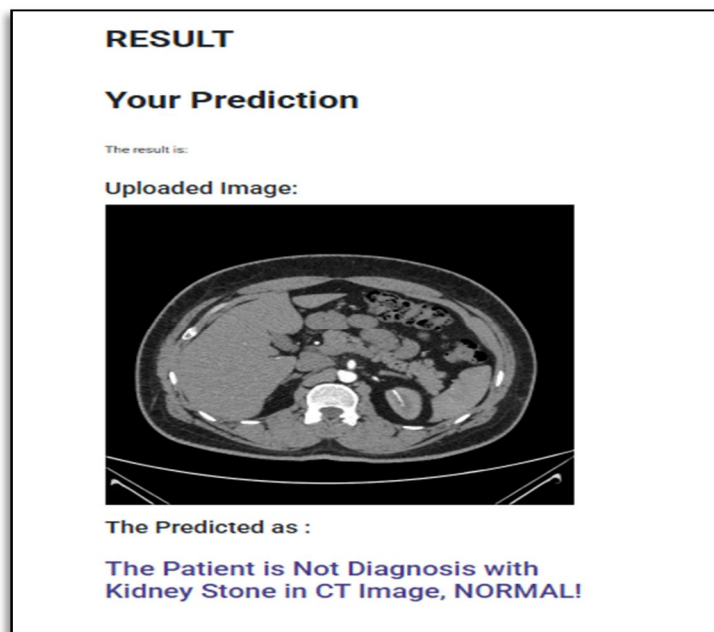 RESULT
Your Prediction
The result is:
Uploaded Image:
The Predicted as :
The Patient is Not Diagnosis with
Kidney Stone in CT Image, NORMAL!